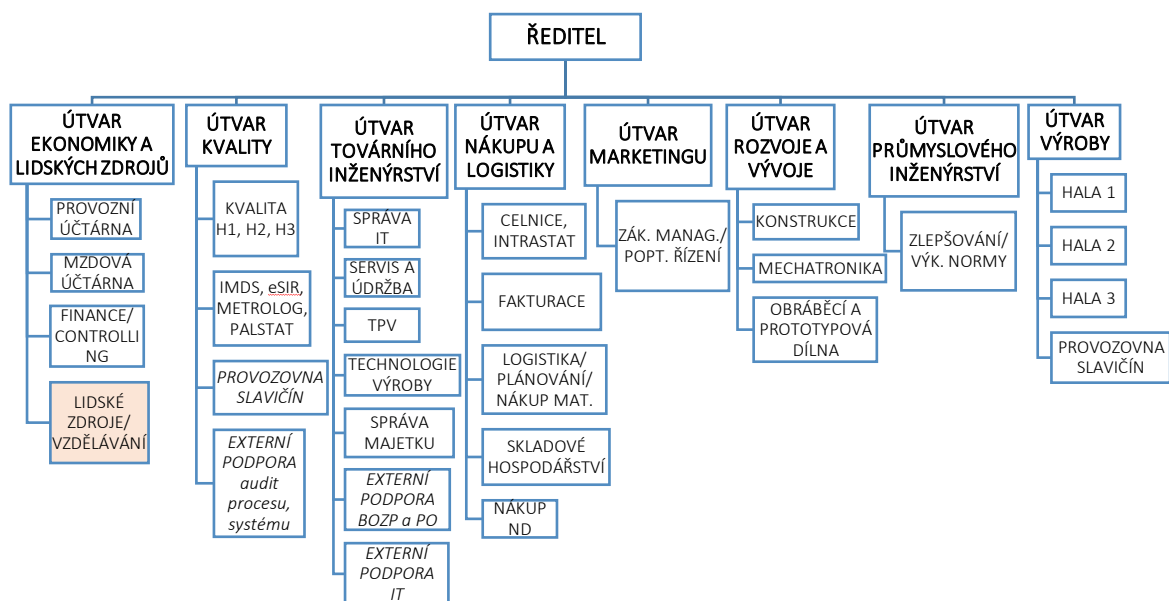 ŘEDITEL
ÚTVAR
EKONOMIKY A
LIDSKÝCH ZDROJŮ
PROVOZNÍ
ÚČTÁRNA
MZDOVÁ
ÚČTÁRNA
FINANCE/
CONTROLLI
NG
LIDSKÉ
ZDROJE/
VZDĚLÁVÁNÍ
ÚTVAR
KVALITY
KVALITA
H1, H2, H3
IMDS, eSIR,
METROLOG,
PALSTAT
PROVOZOVNA
SLAVIČÍN
EXTERNÍ
PODPORA
audit
procesu,
systému
ÚTVAR
TOVÁRNÍHO
INŽENÝRSTVÍ
SPRÁVA
IT
SERVIS A
ÚDRŽBA
TPV
TECHNOLOGIE
VÝROBY
SPRÁVA
MAJETKU
EXTERNÍ
PODPORA
BOZP a PO
EXTERNÍ
PODPORA
IT
ÚTVAR
NÁKUPU A
LOGISTIKY
CELNICE,
INTRASTAT
FAKTURACE
LOGISTIKA/
PLÁNOVÁNÍ/
NÁKUP MAT.
SKLADOVÉ
HOSPODÁŘSTVÍ
NÁKUP
ND
ÚTVAR
MARKETINGU
ZÁK. MANAG./
POPT. ŘÍZENÍ
ÚTVAR
ROZVOJE A
VÝVOJE
KONSTRUKCE
MECHATRONIKA
OBRÁBĚCÍ A
PROTOTYPOVÁ
DÍLNA
ÚTVAR
PRŮMYSLOVÉHO
INŽENÝRSTVÍ
ZLEPŠOVÁNÍ/
VÝK. NORMY
ÚTVAR
VÝROBY
HALA 1
HALA 2
HALA 3
PROVOZOVNA
SLAVIČÍN